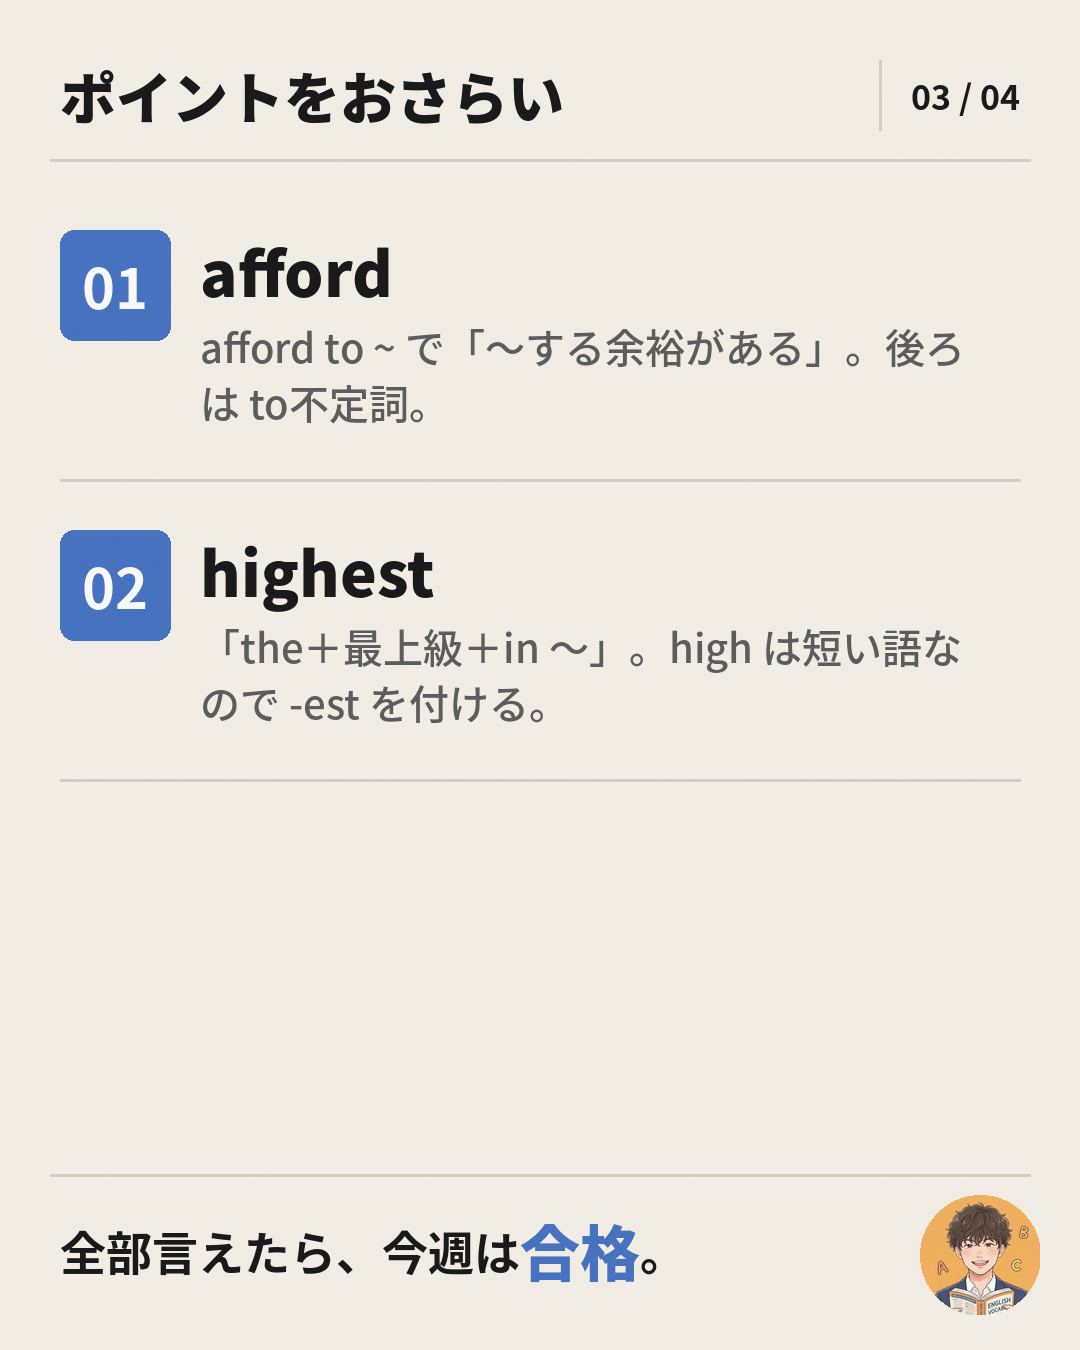 ポイントをおさらい
03 / 04
01
afford
afford to ~ で「〜する余裕がある」。後ろ
は to不定詞。
02
highest
「the＋最上級＋in 〜」。high は短い語な
ので -est を付ける。
全部言えたら、今週は合格。
A
B
C
ENGLISH